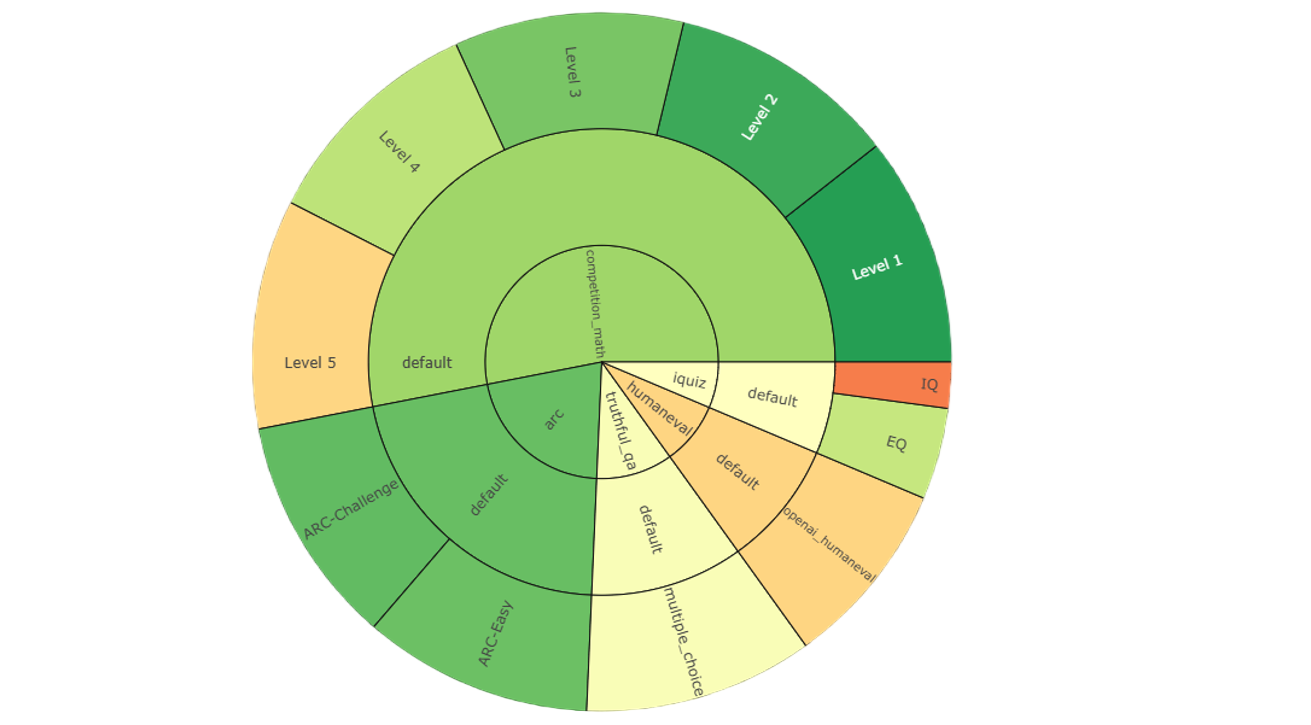 Level 3
Level 2
Level 4
Level 1
competition_math
Level 5
default
iquiz
default
IQ
humaneval
arc
truthful_qa
EQ
default
default
default
ARC-Challenge
openai_humaneval
ARC-Easy
multiple_choice